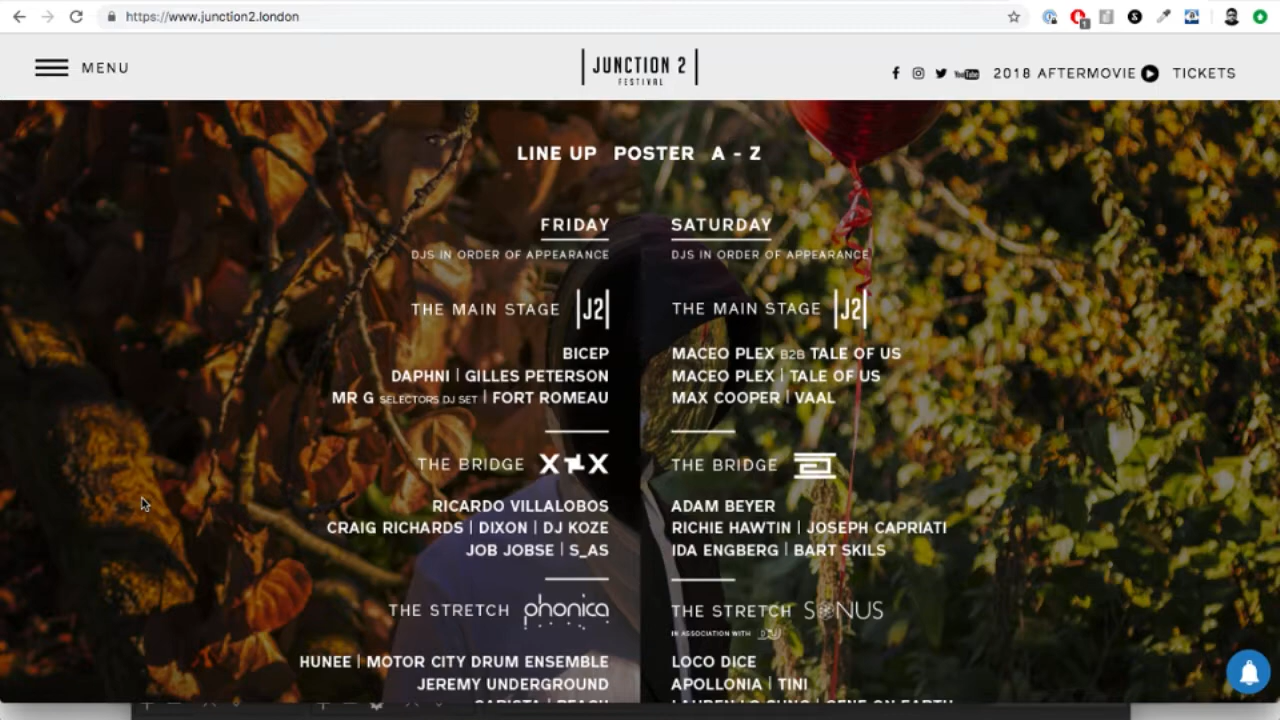 https://www.junction2.london
1
MENU
JUNCTION 2
FESTIVAL
YouTube
2018 AFTERMOVIE
TICKETS
LINE UP POSTER A - Z
FRIDAY
DJS IN ORDER OF APPEARANCE
THE MAIN STAGE |J2|
BICEP
DAPHNI | GILLES PETERSON
MR G SELECTORS DJ SET | FORT ROMEAU
THE BRIDGE
RICARDO VILLALOBOS
CRAIG RICHARDS | DIXON | DJ KOZE
JOB JOBSE | S_AS
THE STRETCH phonica
HUNEE | MOTOR CITY DRUM ENSEMBLE
JEREMY UNDERGROUND
SATURDAY
DJS IN ORDER OF APPEARANCE
THE MAIN STAGE |J2|
MACEO PLEX B2B TALE OF US
MACEO PLEX | TALE OF US
MAX COOPER | VAAL
THE BRIDGE
ADAM BEYER
RICHIE HAWTIN | JOSEPH CAPRIATI
IDA ENGBERG | BART SKILS
THE STRETCH SONUS
IN ASSOCIATION WITH
LOCO DICE
APOLLONIA | TINI